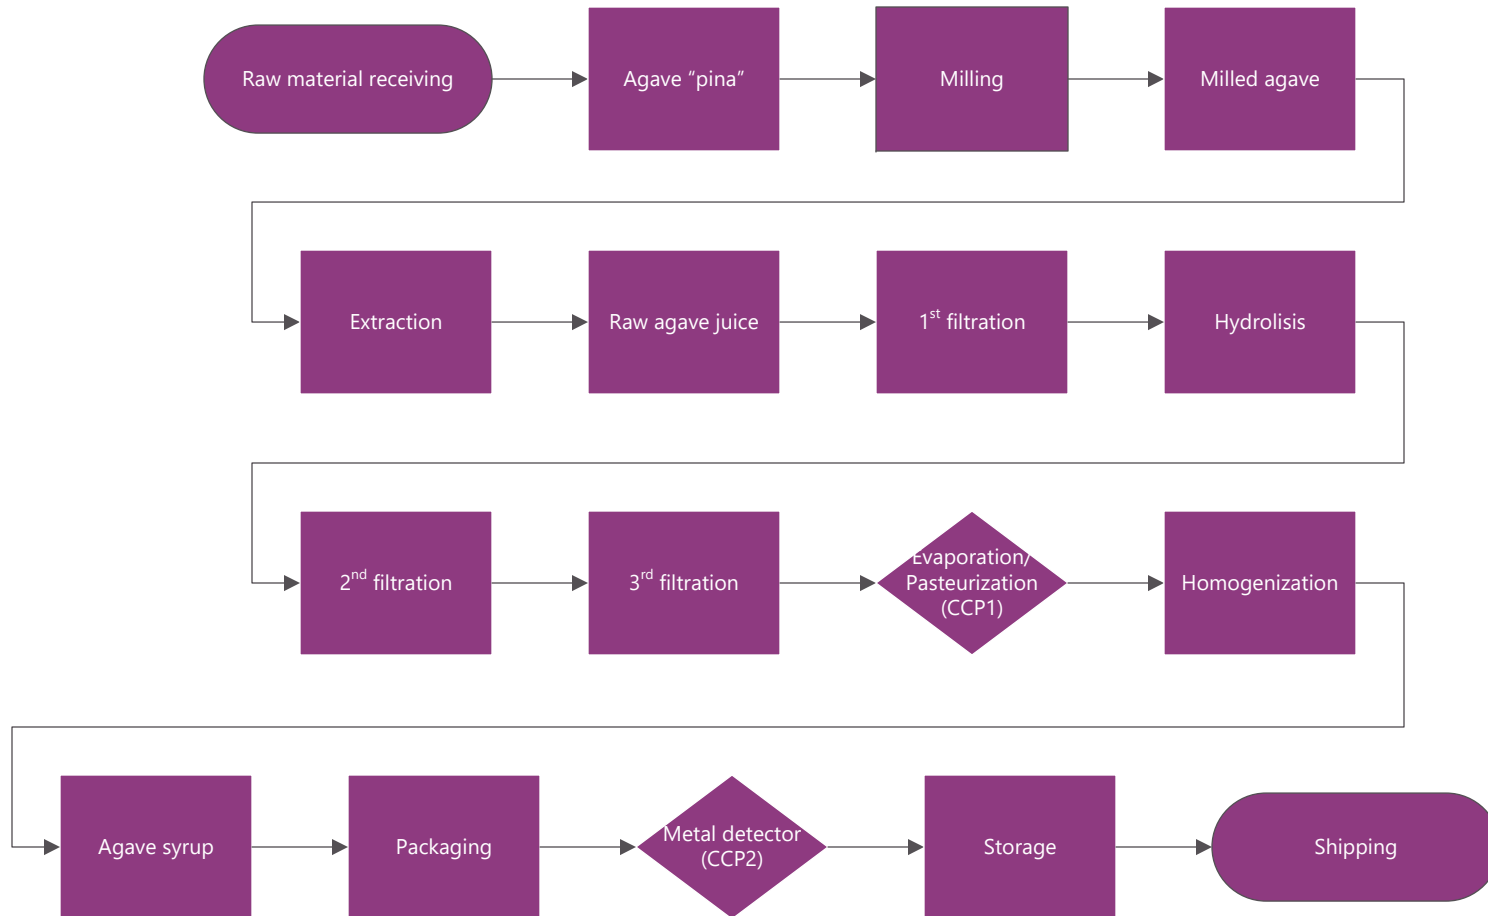 Raw material receiving
Agave “pina”
Milling
Milled agave
Extraction
Raw agave juice
1st filtration
Hydrolisis
2nd filtration
3rd filtration
Evaporation/
Pasteurization
(CCP1)
Homogenization
Agave syrup
Packaging
Metal detector
(CCP2)
Storage
Shipping